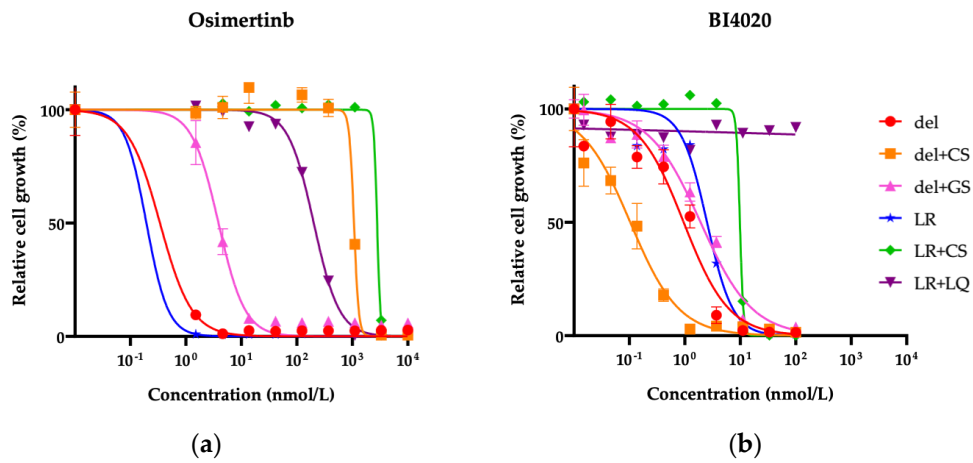 Osimertinb
Relative cell growth (%)
100
50
0
10⁻¹ 10⁰ 10¹ 10² 10³ 10⁴
Concentration (nmol/L)
(a)
BI4020
Relative cell growth (%)
100
50
0
10⁻¹ 10⁰ 10¹ 10² 10³ 10⁴
Concentration (nmol/L)
(b)
del
del+CS
del+GS
LR
LR+CS
LR+LQ